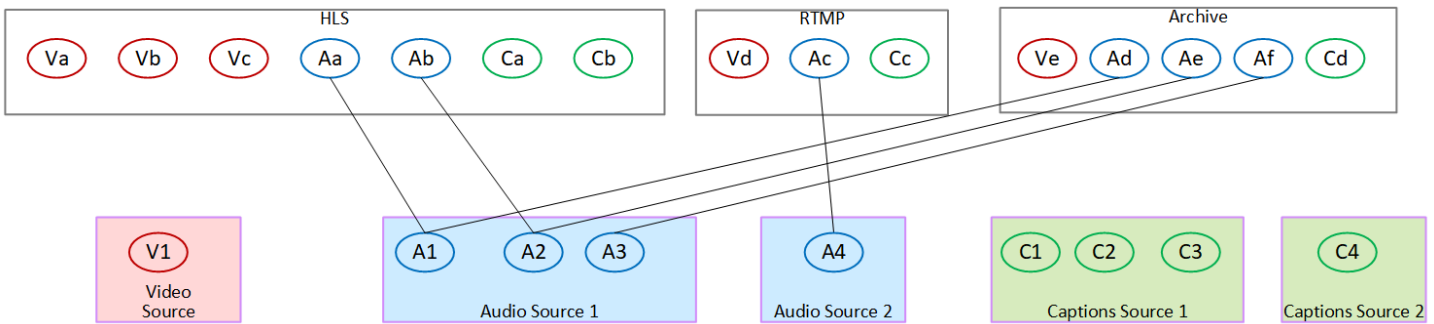 HLS
RTMP
Archive
Va Vb Vc Aa Ab Ca Cb
Vd Ac Cc
Ve Ad Ae Af Cd
V1
Video
Source
A1 A2 A3
Audio Source 1
A4
Audio Source 2
C1 C2 C3
Captions Source 1
C4
Captions Source 2